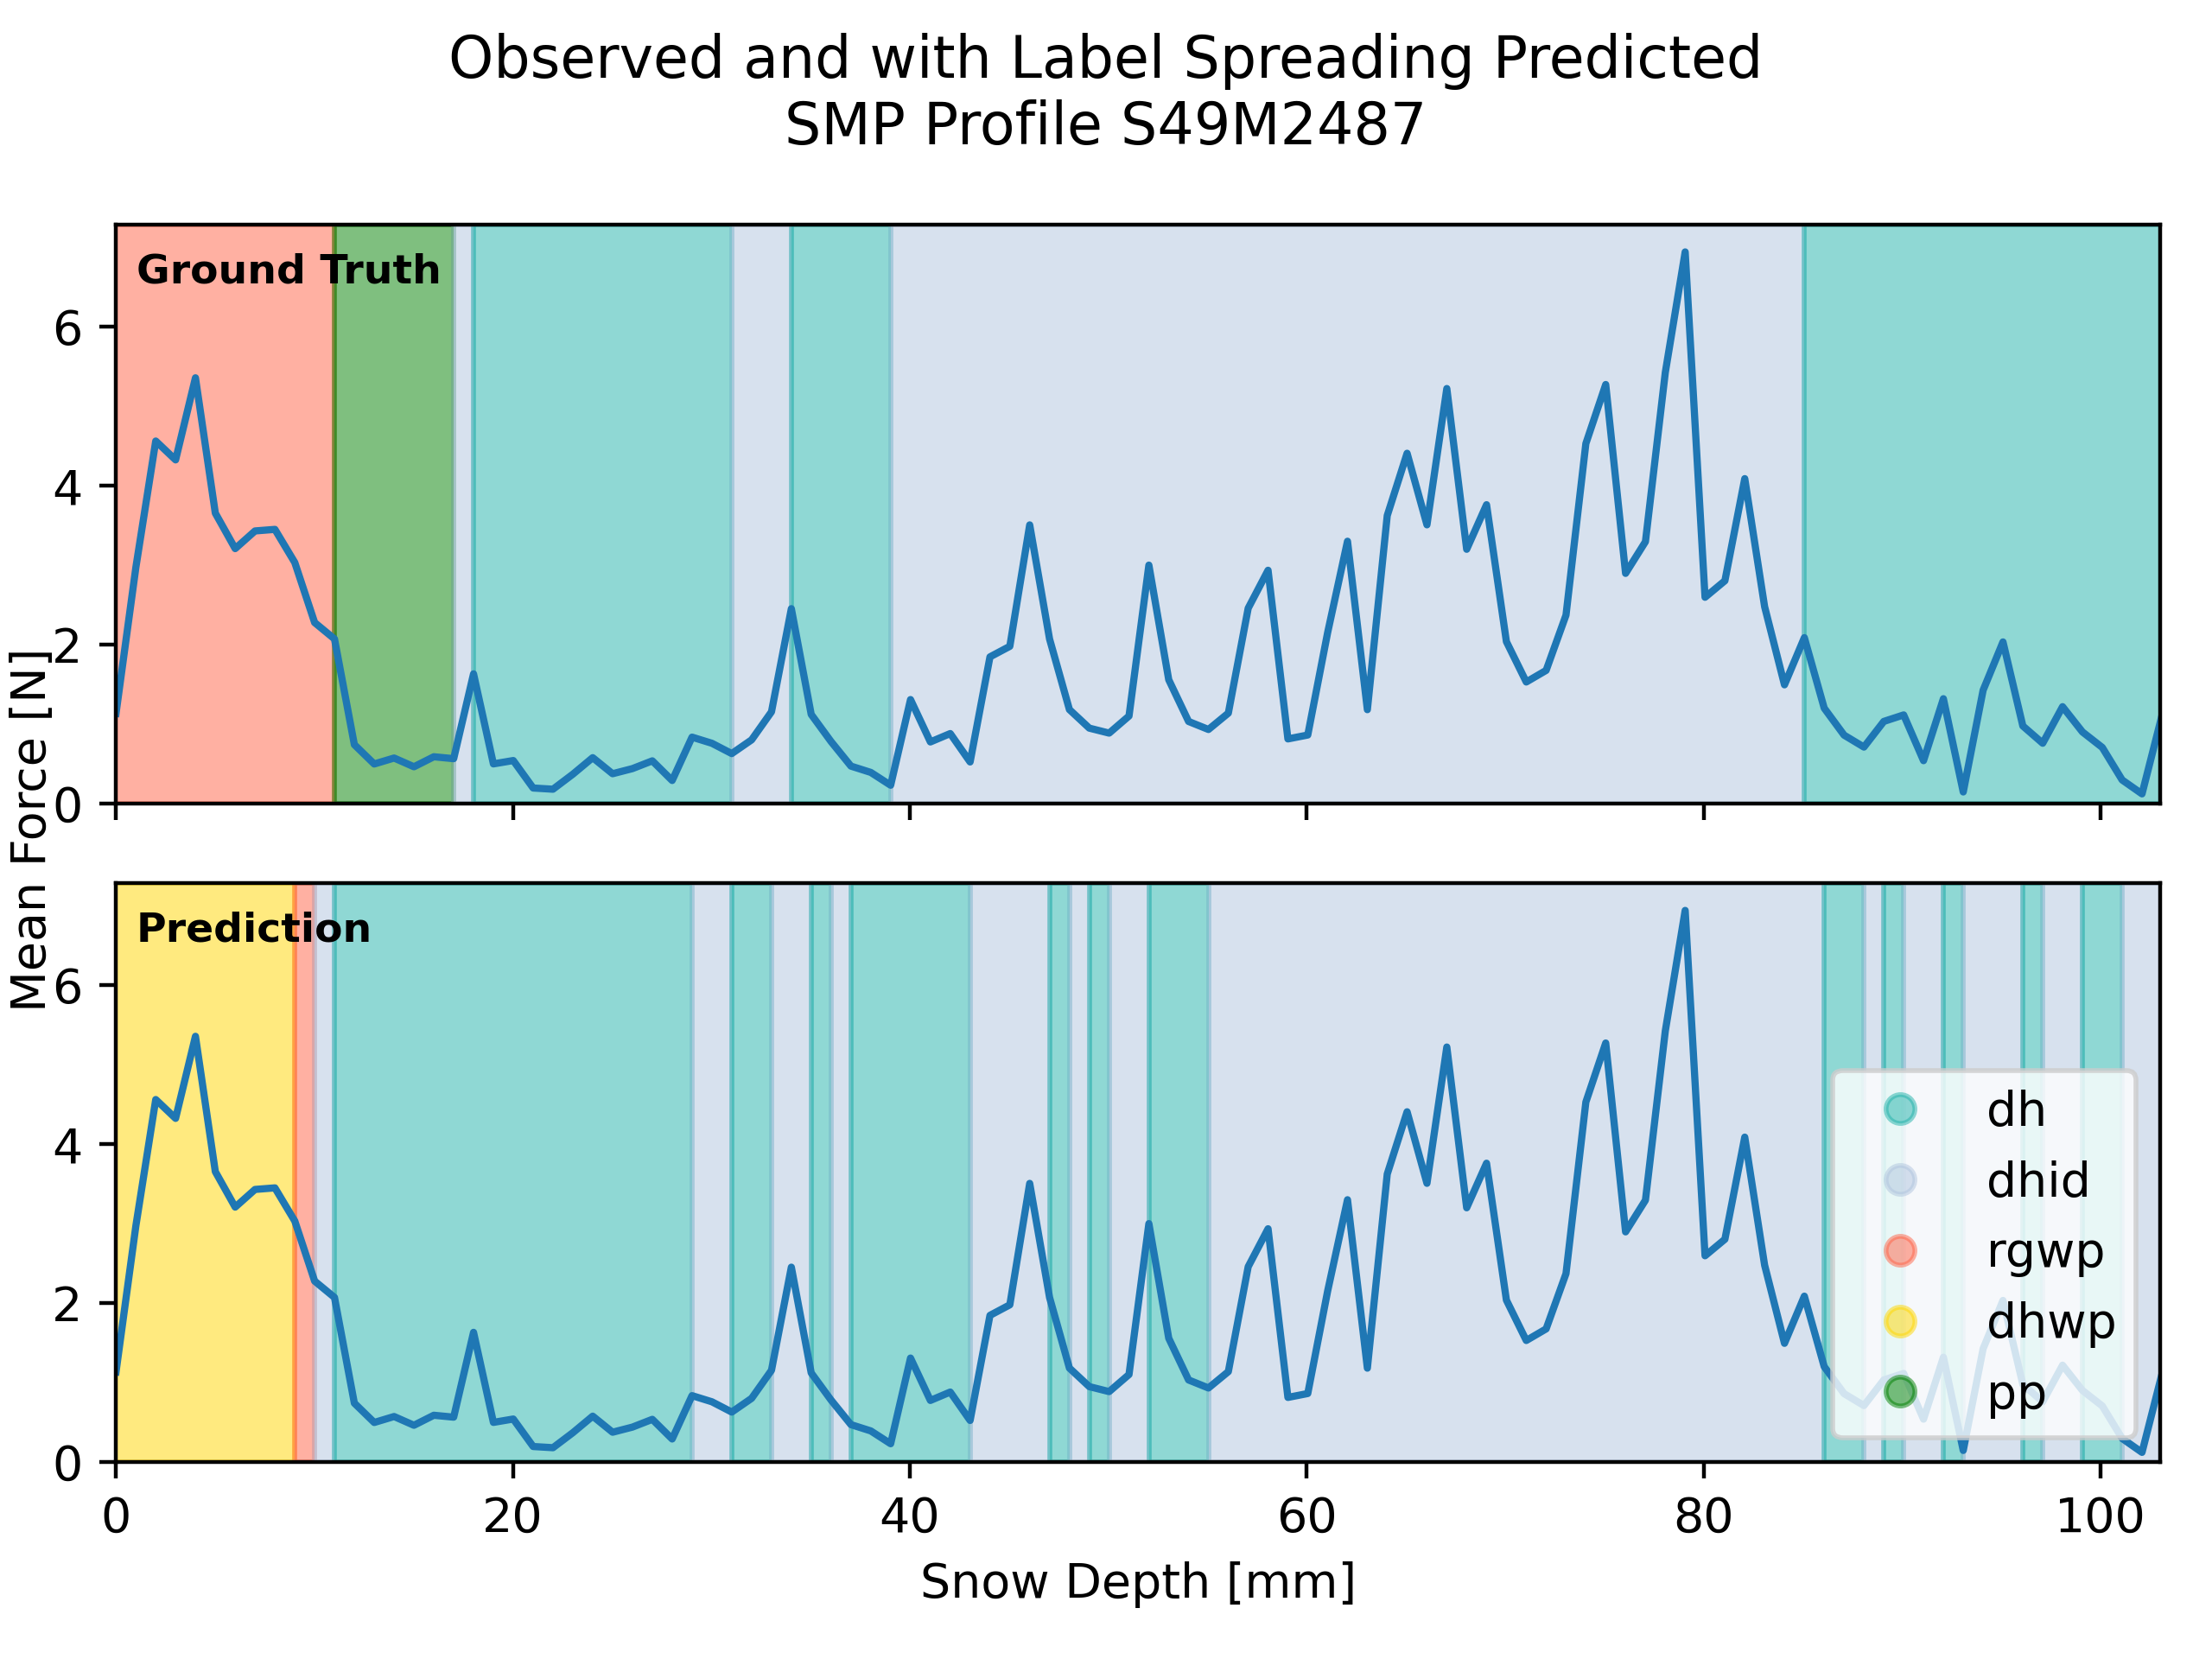 Observed and with Label Spreading Predicted
SMP Profile S49M2487
Ground Truth
6
4
2
0
Mean Force [N]
Prediction
6
4
2
0
dh
dhid
rgwp
dhwp
pp
0 20 40 60 80 100
Snow Depth [mm]